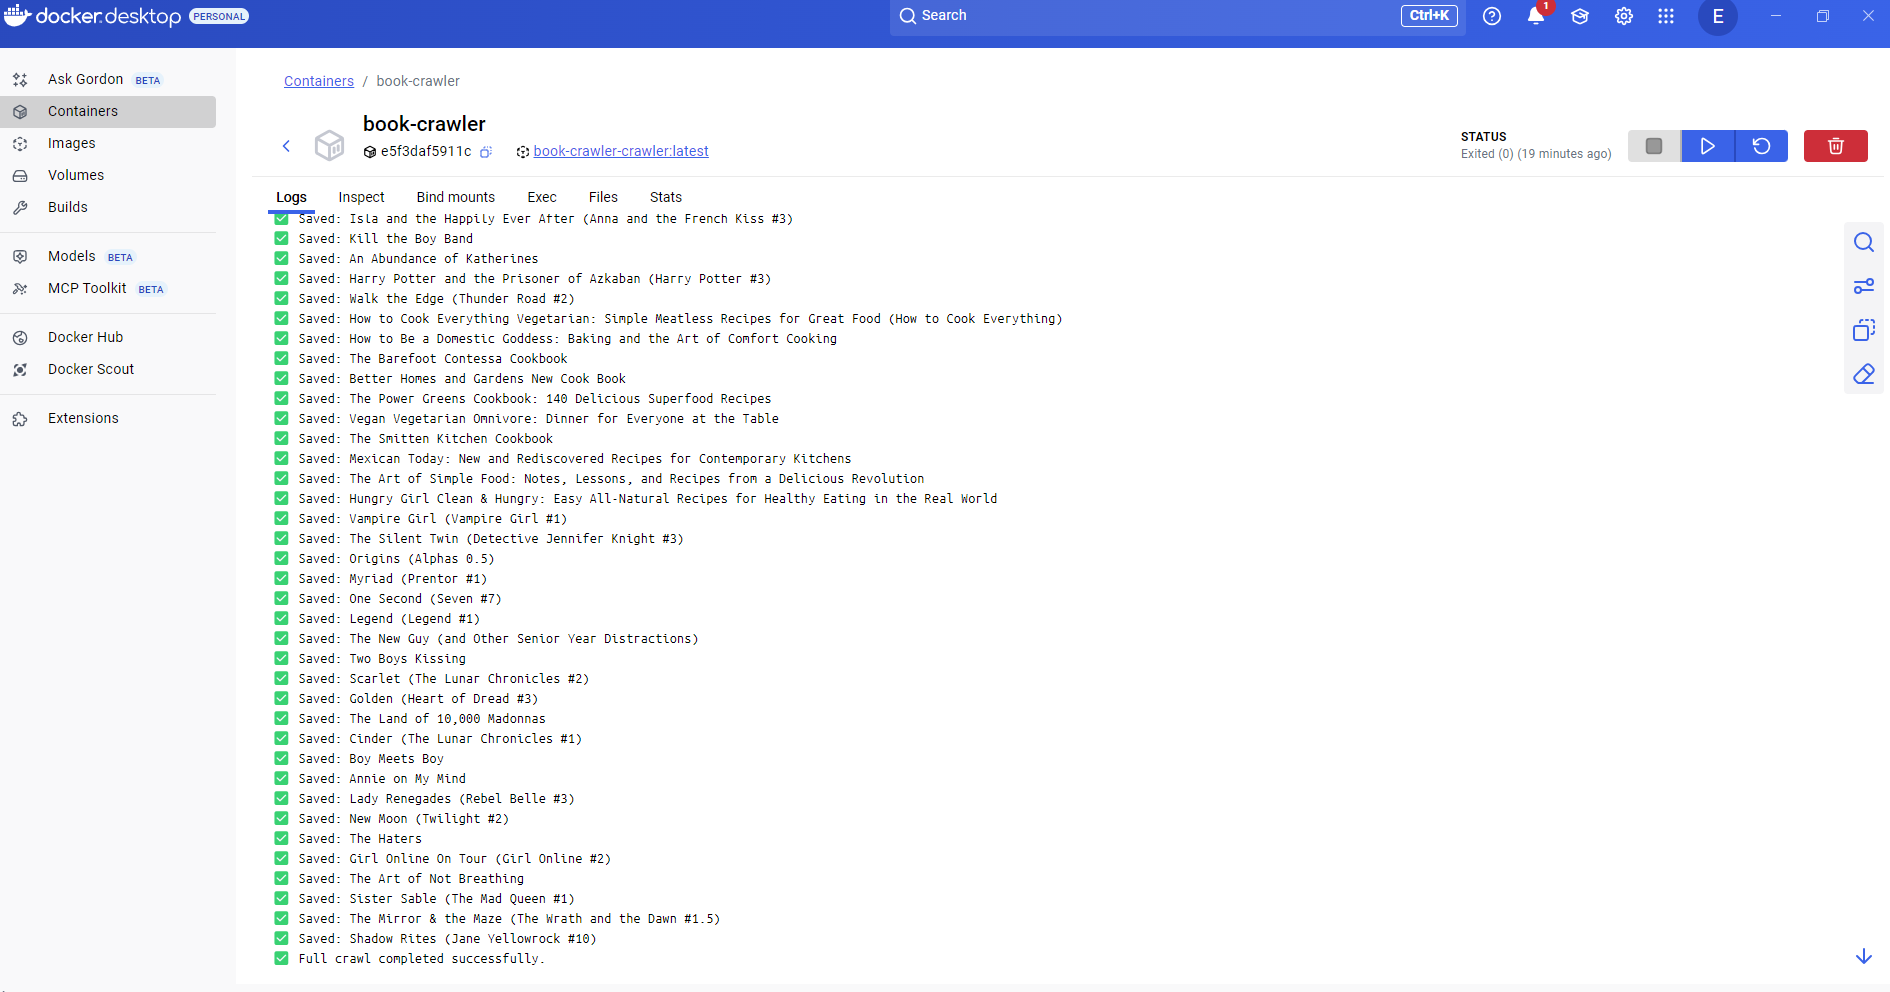 docker.desktop PERSONAL
Search
Ctrl+K
1
E
Ask Gordon BETA
Containers
Images
Volumes
Builds
Models BETA
MCP Toolkit BETA
Docker Hub
Docker Scout
Extensions
Containers / book-crawler
book-crawler
e5f3daf5911c
book-crawler-crawler:latest
STATUS
Exited (0) (19 minutes ago)
Logs Inspect Bind mounts Exec Files Stats
Saved: Isla and the Happily Ever After (Anna and the French Kiss #3)
Saved: Kill the Boy Band
Saved: An Abundance of Katherines
Saved: Harry Potter and the Prisoner of Azkaban (Harry Potter #3)
Saved: Walk the Edge (Thunder Road #2)
Saved: How to Cook Everything Vegetarian: Simple Meatless Recipes for Great Food (How to Cook Everything)
Saved: How to Be a Domestic Goddess: Baking and the Art of Comfort Cooking
Saved: The Barefoot Contessa Cookbook
Saved: Better Homes and Gardens New Cook Book
Saved: The Power Greens Cookbook: 140 Delicious Superfood Recipes
Saved: Vegan Vegetarian Omnivore: Dinner for Everyone at the Table
Saved: The Smitten Kitchen Cookbook
Saved: Mexican Today: New and Rediscovered Recipes for Contemporary Kitchens
Saved: The Art of Simple Food: Notes, Lessons, and Recipes from a Delicious Revolution
Saved: Hungry Girl Clean & Hungry: Easy All-Natural Recipes for Healthy Eating in the Real World
Saved: Vampire Girl (Vampire Girl #1)
Saved: The Silent Twin (Detective Jennifer Knight #3)
Saved: Origins (Alphas 0.5)
Saved: Myriad (Prentor #1)
Saved: One Second (Seven #7)
Saved: Legend (Legend #1)
Saved: The New Guy (and Other Senior Year Distractions)
Saved: Two Boys Kissing
Saved: Scarlet (The Lunar Chronicles #2)
Saved: Golden (Heart of Dread #3)
Saved: The Land of 10,000 Madonnas
Saved: Cinder (The Lunar Chronicles #1)
Saved: Boy Meets Boy
Saved: Annie on My Mind
Saved: Lady Renegades (Rebel Belle #3)
Saved: New Moon (Twilight #2)
Saved: The Haters
Saved: Girl Online On Tour (Girl Online #2)
Saved: The Art of Not Breathing
Saved: Sister Sable (The Mad Queen #1)
Saved: The Mirror & the Maze (The Wrath and the Dawn #1.5)
Saved: Shadow Rites (Jane Yellowrock #10)
Full crawl completed successfully.